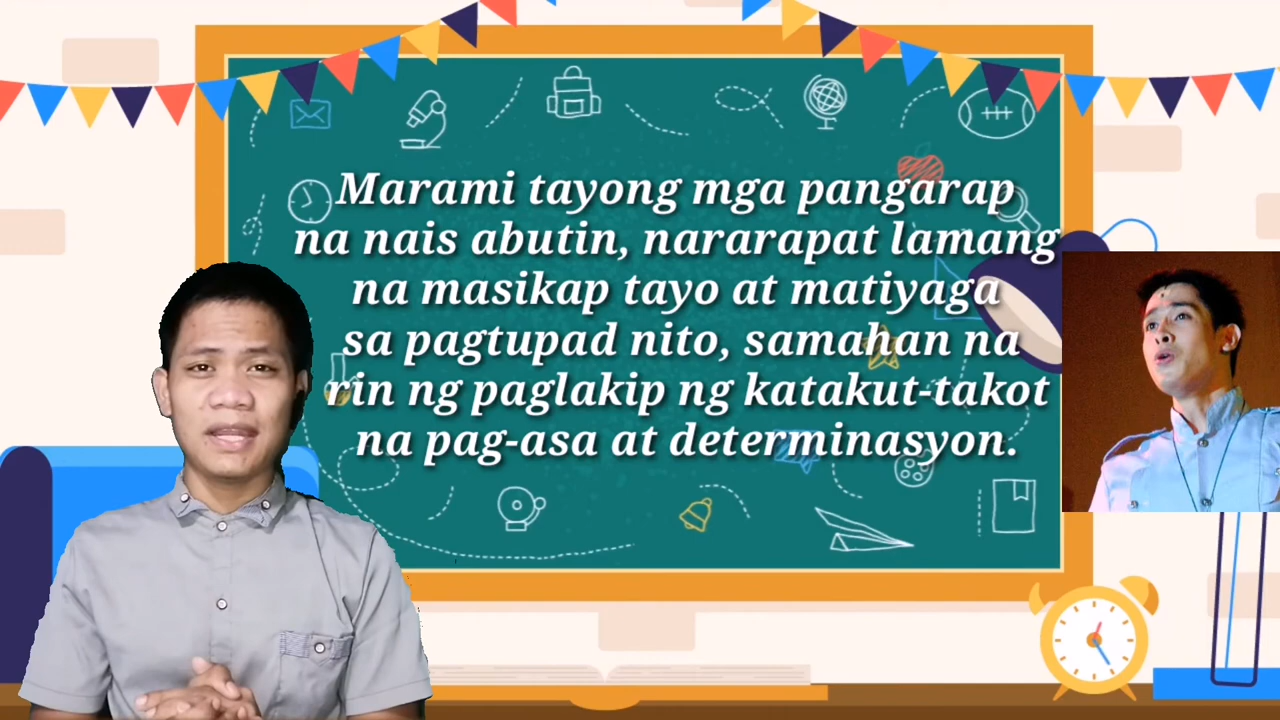 Marami tayong mga pangarap
na nais abutin, nararapat lamang
na masikap tayo at matiyaga
sa pagtupad nito, samahan na
rin ng paglakip ng katakut-takot
na pag-asa at determinasyon.